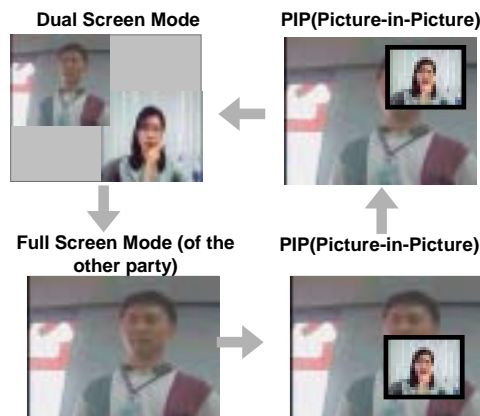 Dual Screen Mode
PIP(Picture-in-Picture)
Full Screen Mode (of the
other party)
PIP(Picture-in-Picture)